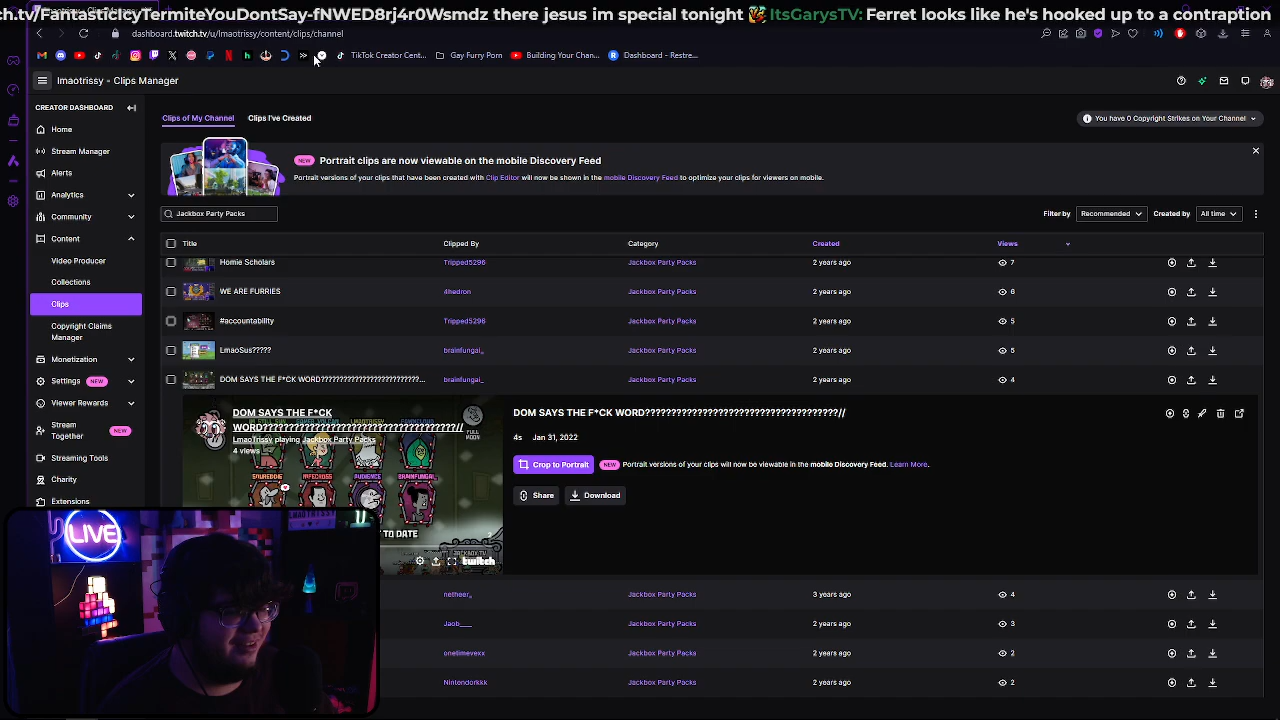 ch.tv/FantasticIcyTermiteYouDontSay-fNWED8rj4r0Wsmdz there jesus im special tonight ItsGarysTV: Ferret looks like he's hooked up to a contraption
dashboard.twitch.tv/u/lmaotrissy/content/clips/channel
TikTok Creator Cent... Gay Furry Porn Building Your Chan... Dashboard - Restre...
lmaotrissy - Clips Manager
CREATOR DASHBOARD
Home
Stream Manager
Alerts
Analytics
Community
Content
Video Producer
Collections
Clips
Copyright Claims
Manager
Monetization
Settings NEW
Viewer Rewards
Stream
Together NEW
Streaming Tools
Charity
Extensions
Clips of My Channel Clips I've Created
You have 0 Copyright Strikes on Your Channel
NEW Portrait clips are now viewable on the mobile Discovery Feed
Portrait versions of your clips that have been created with Clip Editor will now be shown in the mobile Discovery Feed to optimize your clips for viewers on mobile.
Jackbox Party Packs
Filter by Recommended Created by All time
Title Clipped By Category Created Views
Homie Scholars Tripped5296 Jackbox Party Packs 2 years ago 7
WE ARE FURRIES 4hedron Jackbox Party Packs 2 years ago 6
#accountability Tripped5296 Jackbox Party Packs 2 years ago 5
LmaoSus????? brainfungal_ Jackbox Party Packs 2 years ago 5
DOM SAYS THE F*CK WORD??????????????????????????... brainfungal_ Jackbox Party Packs 2 years ago 4
DOM SAYS THE F*CK
WORD????????????????????????????????????//
LmaoTrissy playing Jackbox Party Packs
4 views
FULL
MOON
LMAOTRISSY
AUDIENCE
BRAINFUNGAL
TO DATE
JACKBOX.TV
twitch
DOM SAYS THE F*CK WORD????????????????????????????????????//
4s Jan 31, 2022
Crop to Portrait NEW Portrait versions of your clips will now be viewable in the mobile Discovery Feed. Learn More.
Share Download
netheer_ Jackbox Party Packs 3 years ago 4
Jaob___ Jackbox Party Packs 2 years ago 3
onetimevexx Jackbox Party Packs 2 years ago 2
Nintendorkkk Jackbox Party Packs 2 years ago 2
LIVE